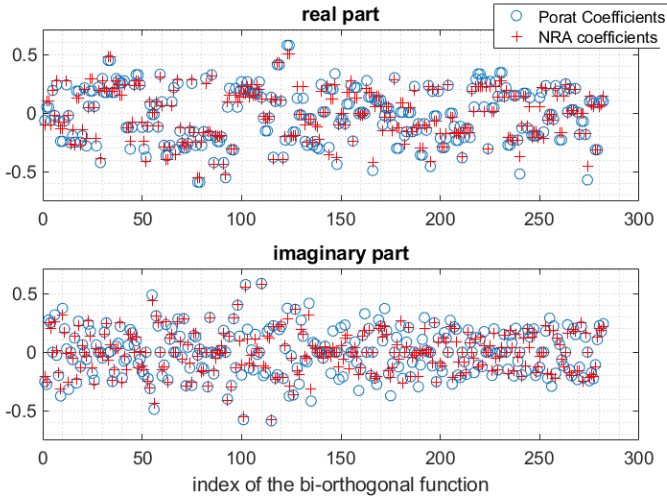 real part
Porat Coefficients
NRA coefficients
0.5
0
-0.5
0 50 100 150 200 250 300
imaginary part
0.5
0
-0.5
0 50 100 150 200 250 300
index of the bi-orthogonal function